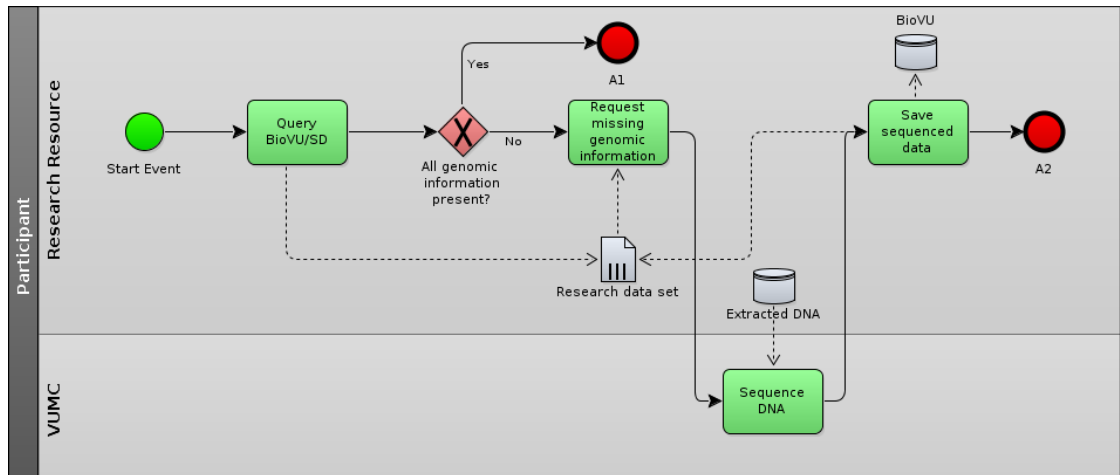 Participant
Research Resource
VUMC
Start Event
Query
BioVU/SD
All genomic
information
present?
Yes
No
A1
Request
missing
genomic
information
Research data set
Extracted DNA
Sequence
DNA
BioVU
Save
sequenced
data
A2